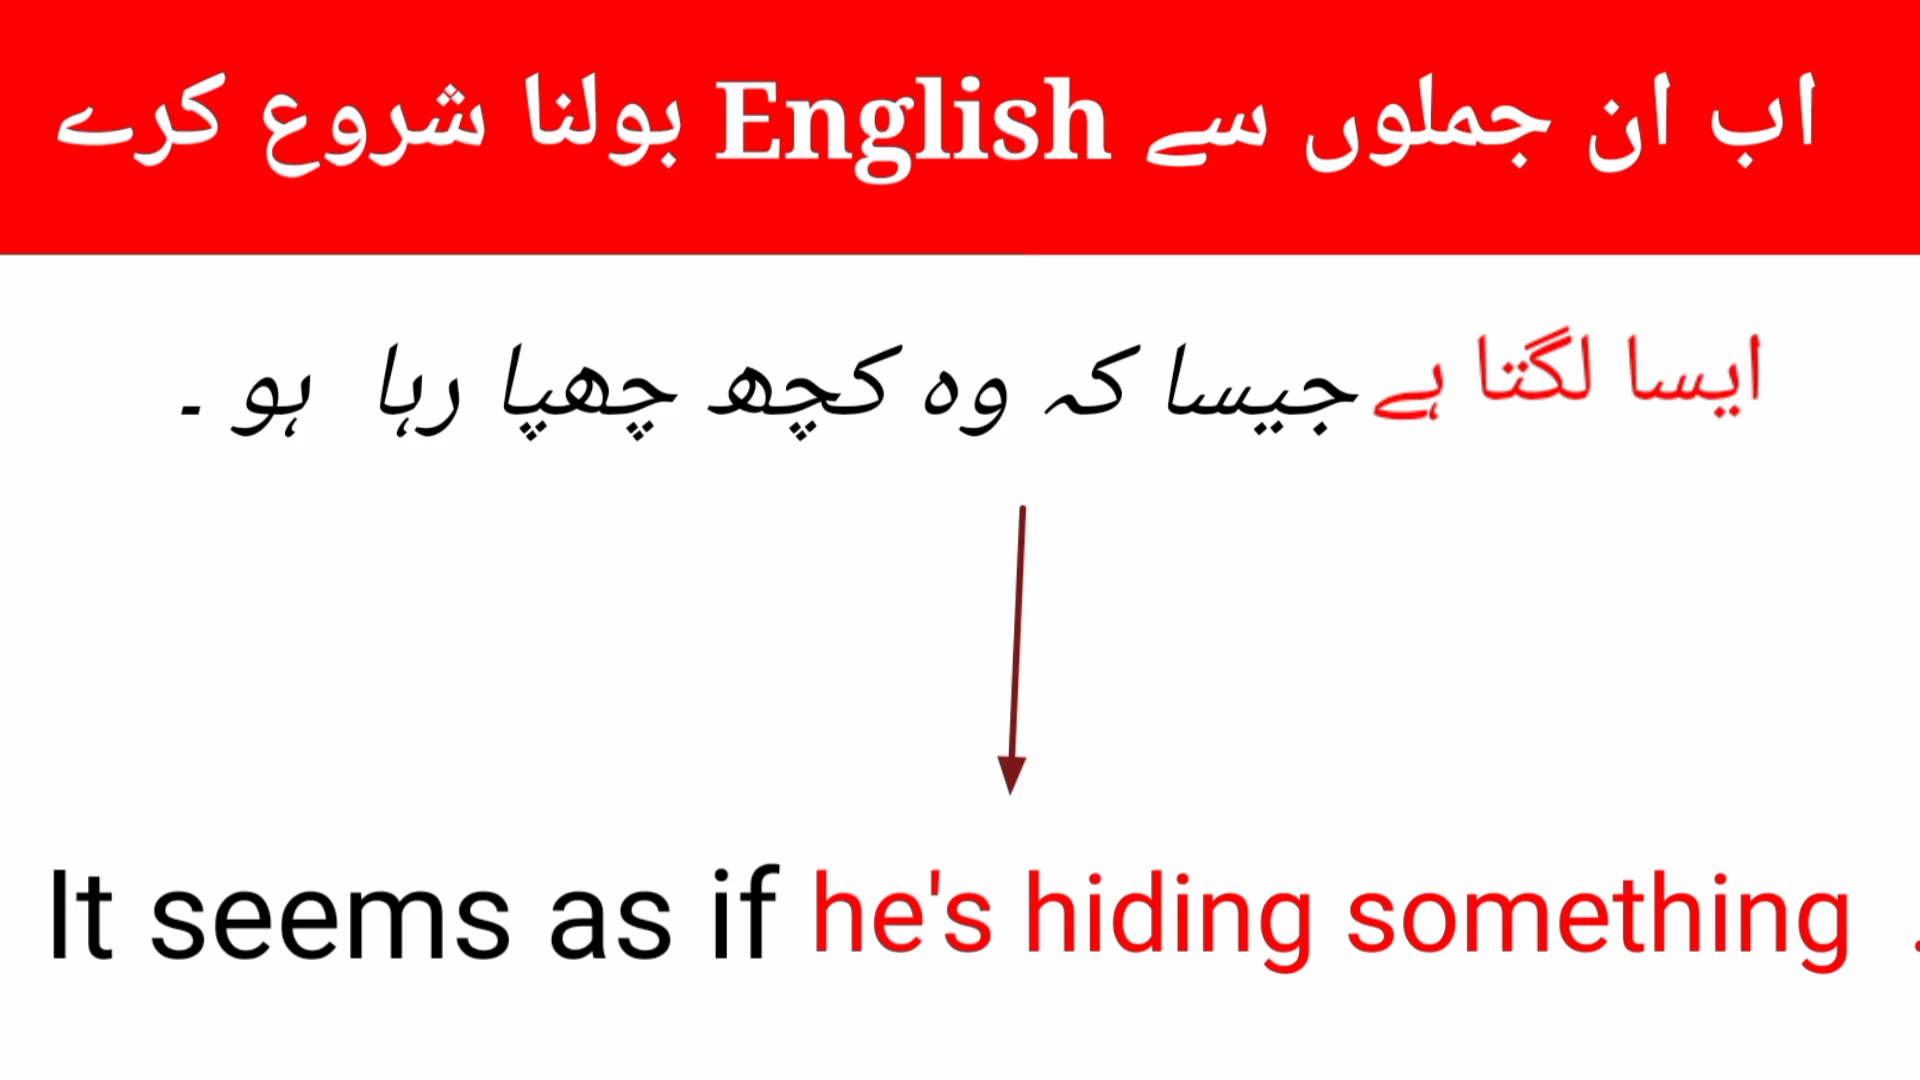 اب ان جملوں سے English بولنا شروع کرے
ایسا لگتا ہے جیسا کہ وہ کچھ چھپا رہا ہو ۔
It seems as if he's hiding something .